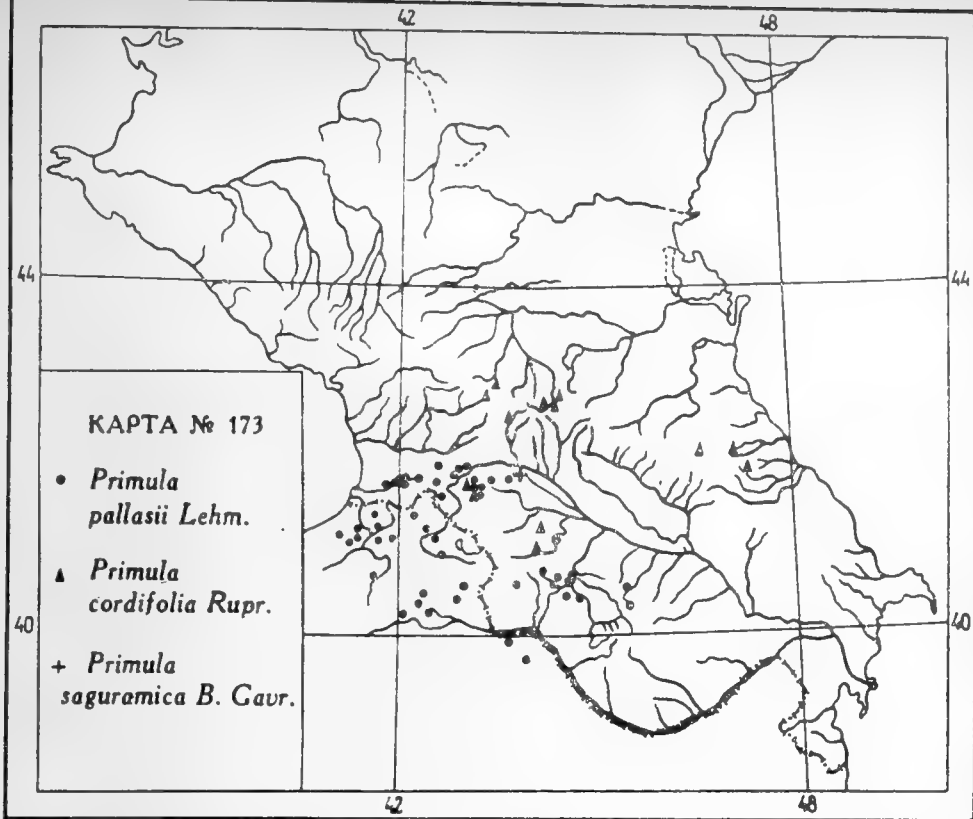 42 48
44 44
КАРТА № 173
• Primula
pallasii Lehm.
▲ Primula
cordifolia Rupr.
+ Primula
saguramica B. Gavr.
40 40
42 48